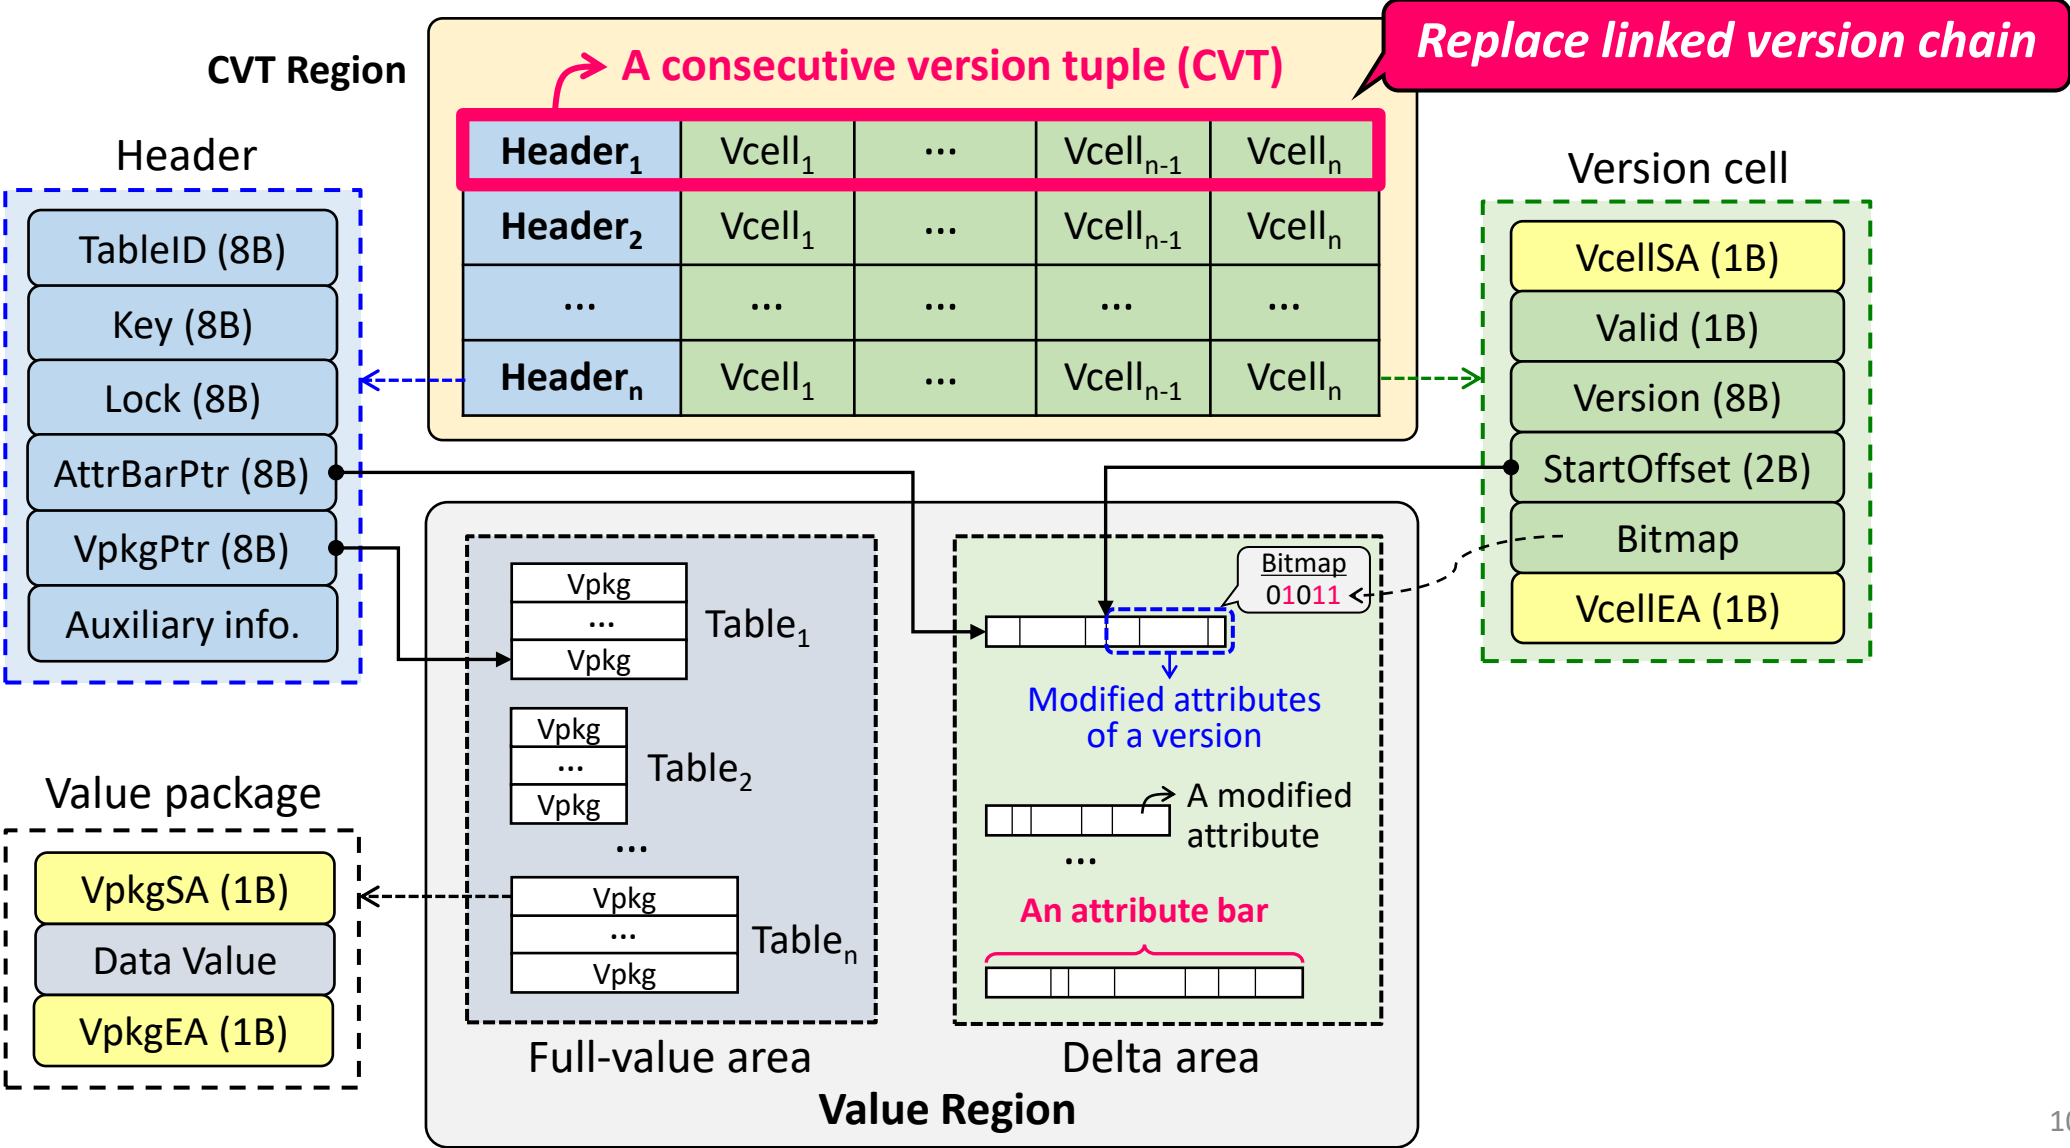 Replace linked version chain
CVT Region
A consecutive version tuple (CVT)
Header₁ Vcell₁ ... Vcellₙ₋₁ Vcellₙ
Header₂ Vcell₁ ... Vcellₙ₋₁ Vcellₙ
... ... ... ... ...
Headerₙ Vcell₁ ... Vcellₙ₋₁ Vcellₙ
Header
TableID (8B)
Key (8B)
Lock (8B)
AttrBarPtr (8B)
VpkgPtr (8B)
Auxiliary info.
Version cell
VcellSA (1B)
Valid (1B)
Version (8B)
StartOffset (2B)
Bitmap
VcellEA (1B)
Value package
VpkgSA (1B)
Data Value
VpkgEA (1B)
Vpkg
...
Vpkg
Table₁
Vpkg
...
Vpkg
Table₂
...
Vpkg
...
Vpkg
Tableₙ
Full-value area
Bitmap
01011
Modified attributes
of a version
A modified
attribute
...
An attribute bar
Delta area
Value Region